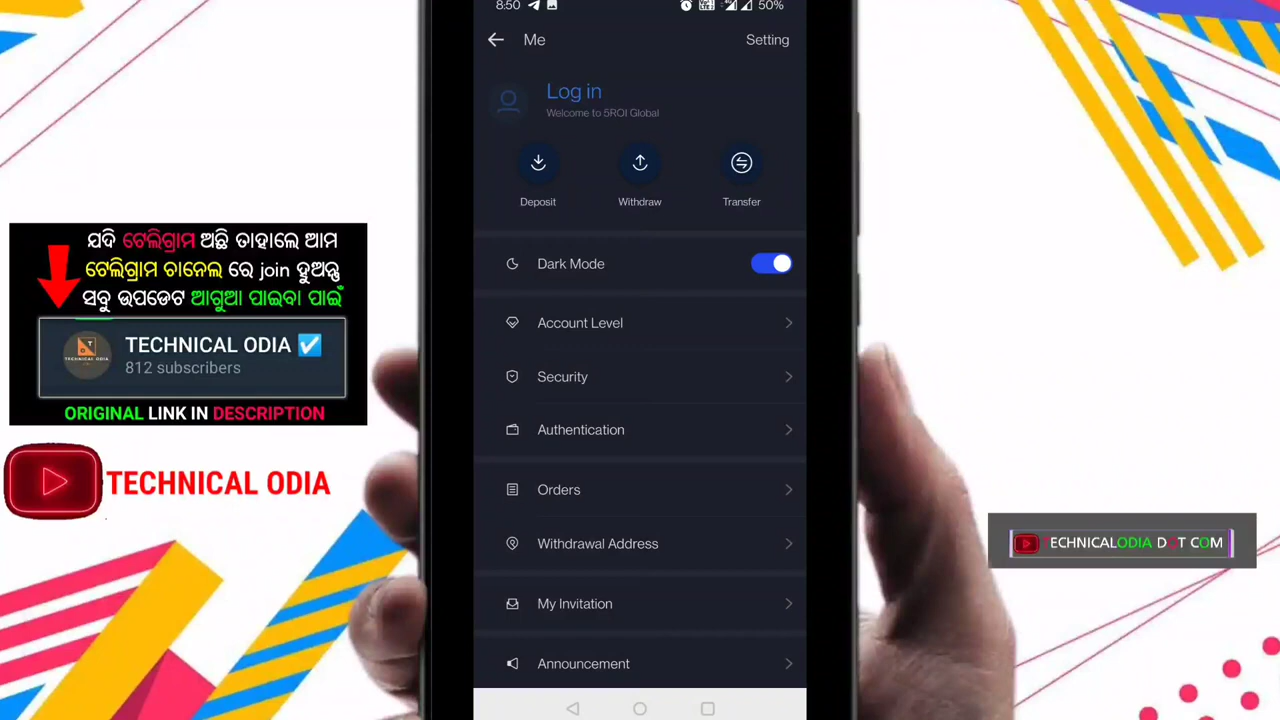 8:50 50%
Me
Setting
Log in
Welcome to 5ROI Global
Deposit
Withdraw
Transfer
Dark Mode
Account Level
Security
Authentication
Orders
Withdrawal Address
My Invitation
Announcement
ଯଦି ଟେଲିଗ୍ରାମ ଅଛି ତାହାଲେ ଆମ
ଟେଲିଗ୍ରାମ ଚାନେଲ ରେ join ହୁଅନ୍ତୁ
ସବୁ ଉପଡେଟ ଆଗୁଆ ପାଇବା ପାଇଁ
TECHNICAL ODIA
812 subscribers
ORIGINAL LINK IN DESCRIPTION
TECHNICAL ODIA
TECHNICALODIA DOT COM